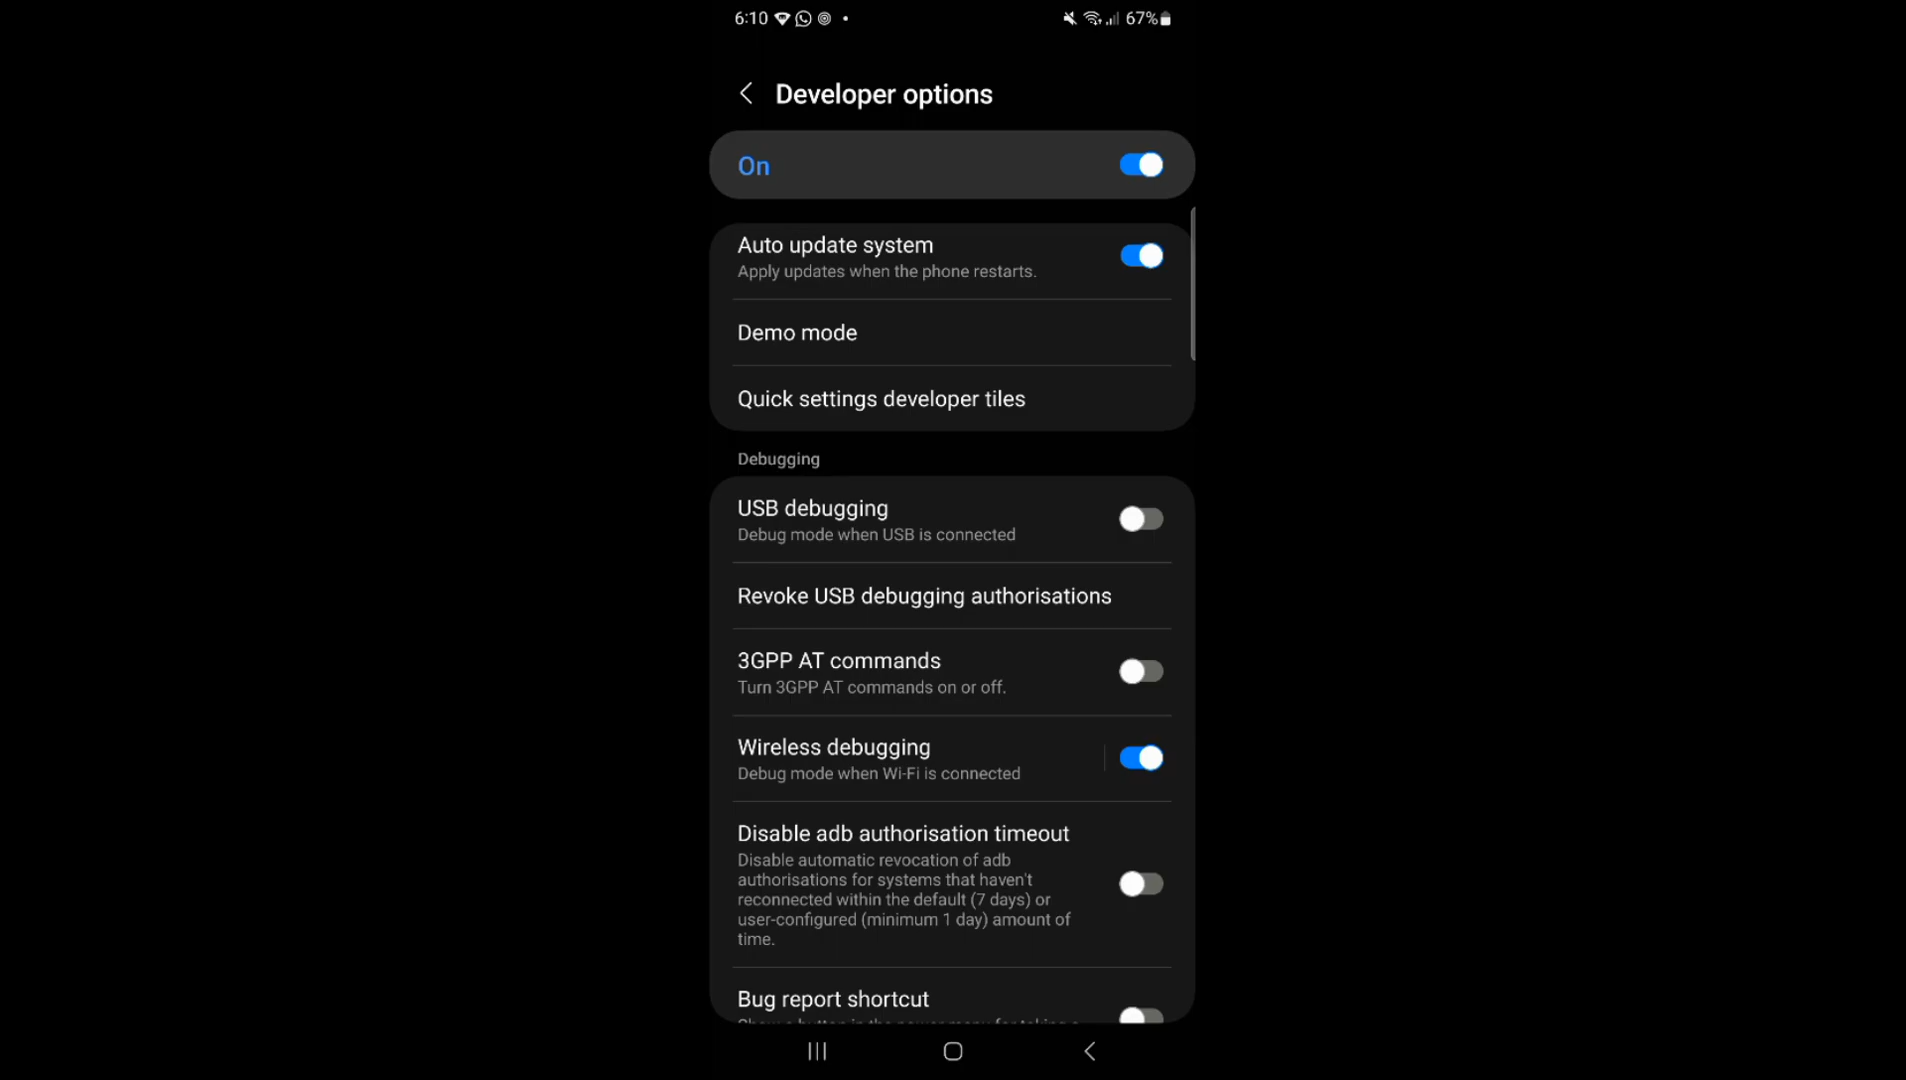 6:10
67%
Developer options
On
Auto update system
Apply updates when the phone restarts.
Demo mode
Quick settings developer tiles
Debugging
USB debugging
Debug mode when USB is connected
Revoke USB debugging authorisations
3GPP AT commands
Turn 3GPP AT commands on or off.
Wireless debugging
Debug mode when Wi-Fi is connected
Disable adb authorisation timeout
Disable automatic revocation of adb
authorisations for systems that haven't
reconnected within the default (7 days) or
user-configured (minimum 1 day) amount of
time.
Bug report shortcut